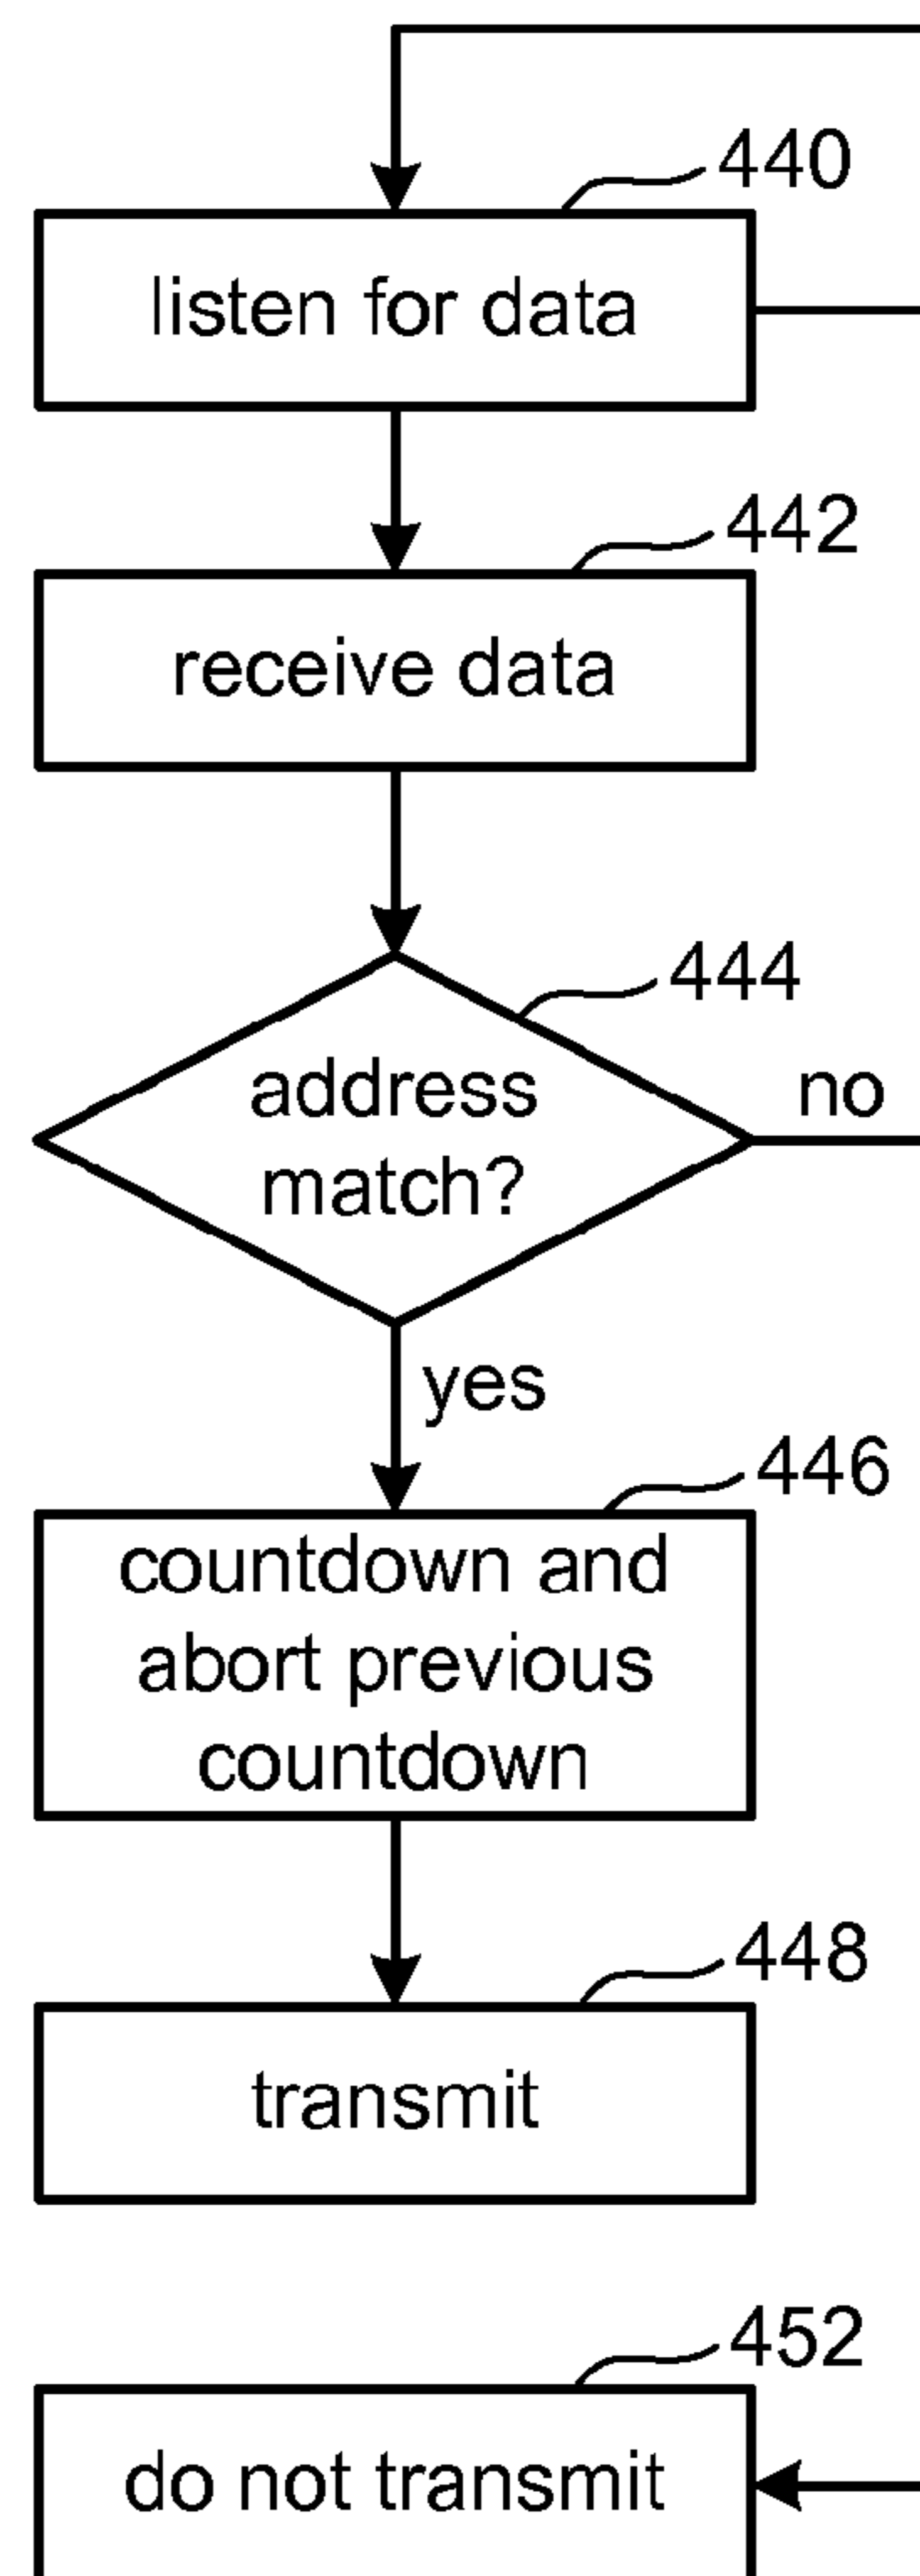 440
listen for data
442
receive data
444
address
match?
no
yes
446
countdown and
abort previous
countdown
448
transmit
452
do not transmit